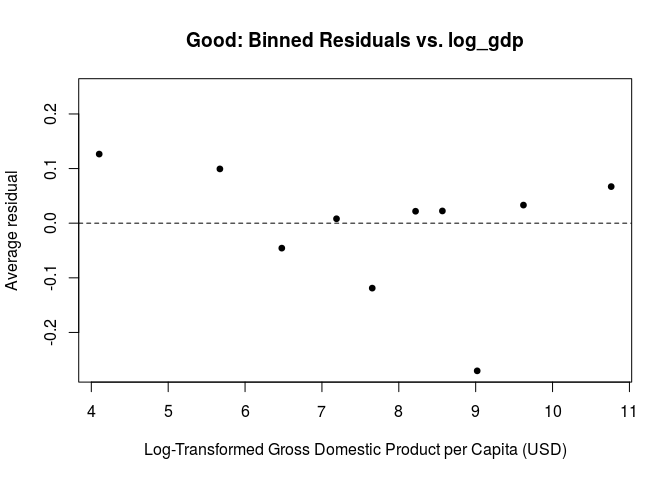 Good: Binned Residuals vs. log_gdp
Average residual
0.2
0.1
0.0
-0.1
-0.2
4 5 6 7 8 9 10 11
Log-Transformed Gross Domestic Product per Capita (USD)